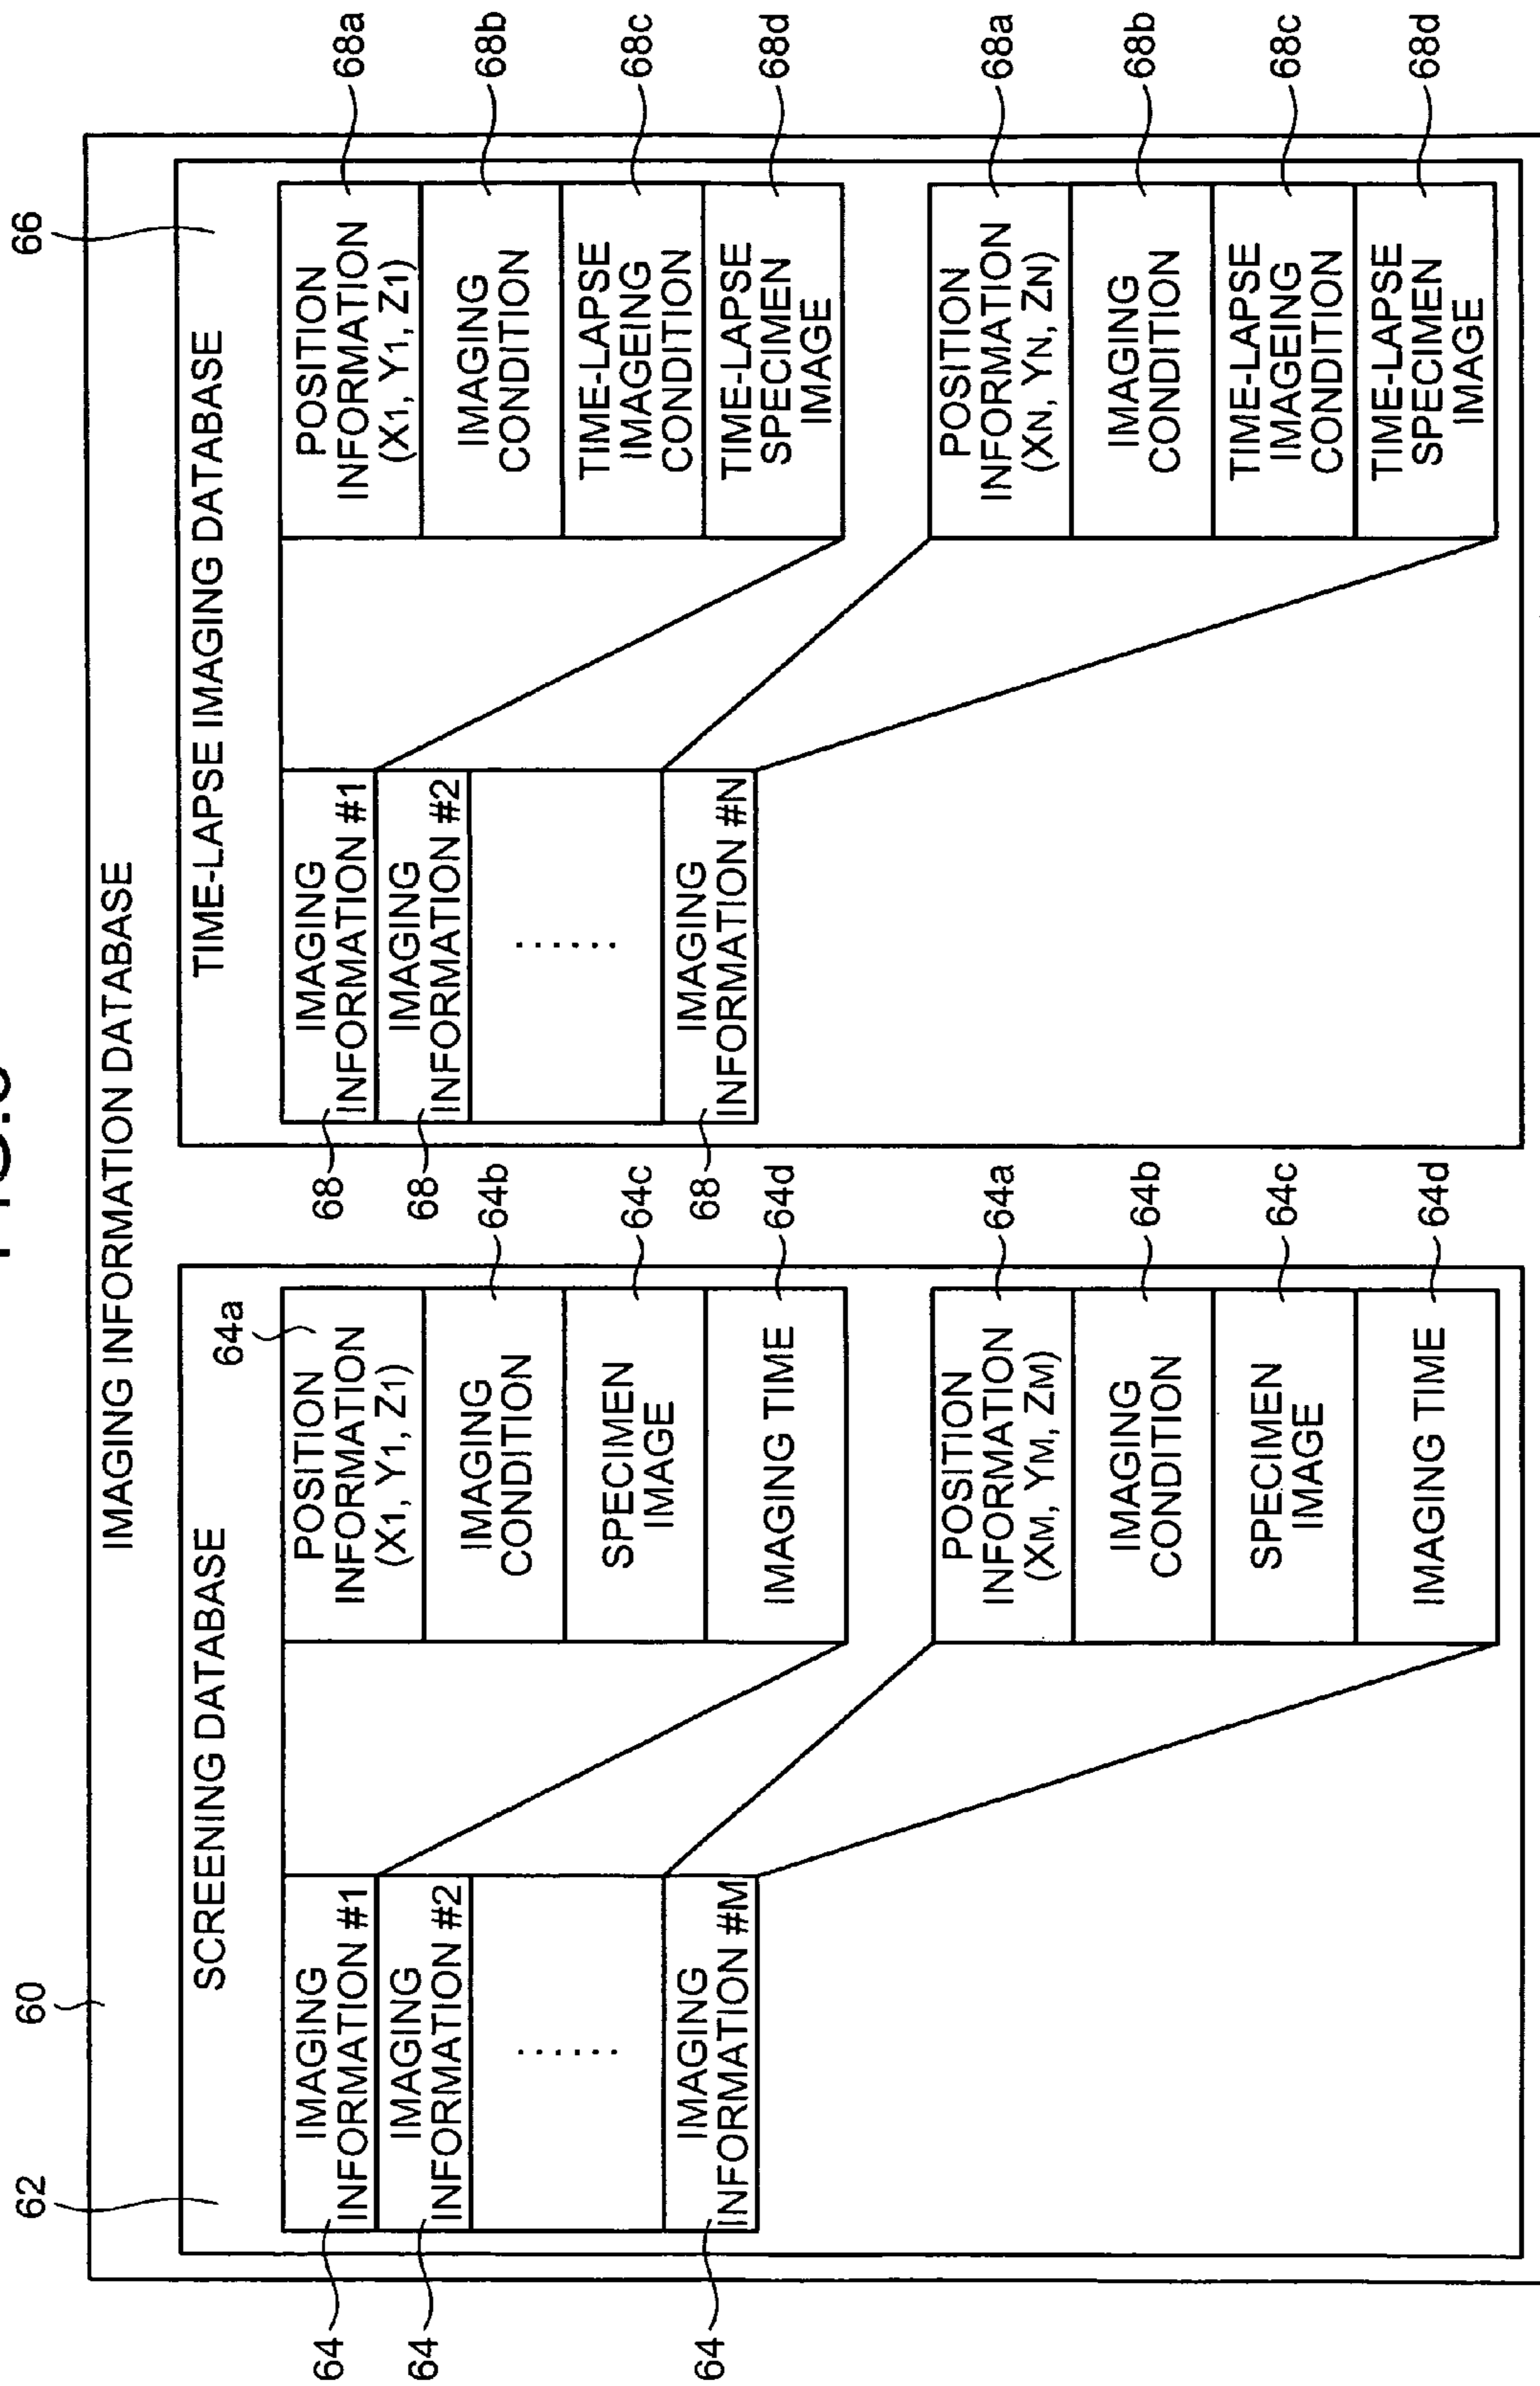 IMAGING INFORMATION DATABASE
60
62
SCREENING DATABASE
64
IMAGING
INFORMATION #1
64
IMAGING
INFORMATION #2
......
64
IMAGING
INFORMATION #M
64a
POSITION
INFORMATION
(X1, Y1, Z1)
64b
IMAGING
CONDITION
64c
SPECIMEN
IMAGE
64d
IMAGING TIME
64a
POSITION
INFORMATION
(XM, YM, ZM)
64b
IMAGING
CONDITION
64c
SPECIMEN
IMAGE
64d
IMAGING TIME
66
TIME-LAPSE IMAGING DATABASE
68
IMAGING
INFORMATION #1
68
IMAGING
INFORMATION #2
......
68
IMAGING
INFORMATION #N
68a
POSITION
INFORMATION
(X1, Y1, Z1)
68b
IMAGING
CONDITION
68c
TIME-LAPSE
IMAGEING
CONDITION
68d
TIME-LAPSE
SPECIMEN
IMAGE
68a
POSITION
INFORMATION
(XN, YN, ZN)
68b
IMAGING
CONDITION
68c
TIME-LAPSE
IMAGEING
CONDITION
68d
TIME-LAPSE
SPECIMEN
IMAGE